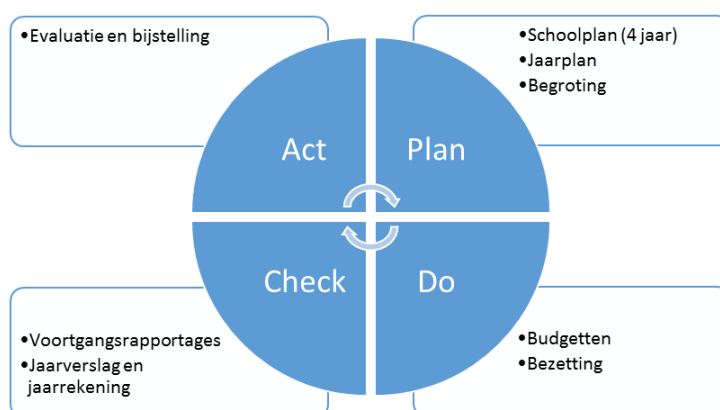 •Evaluatie en bijstelling
•Schoolplan (4 jaar)
•Jaarplan
•Begroting
Act
Plan
Check
Do
•Voortgangsrapportages
•Jaarverslag en
jaarrekening
•Budgetten
•Bezetting